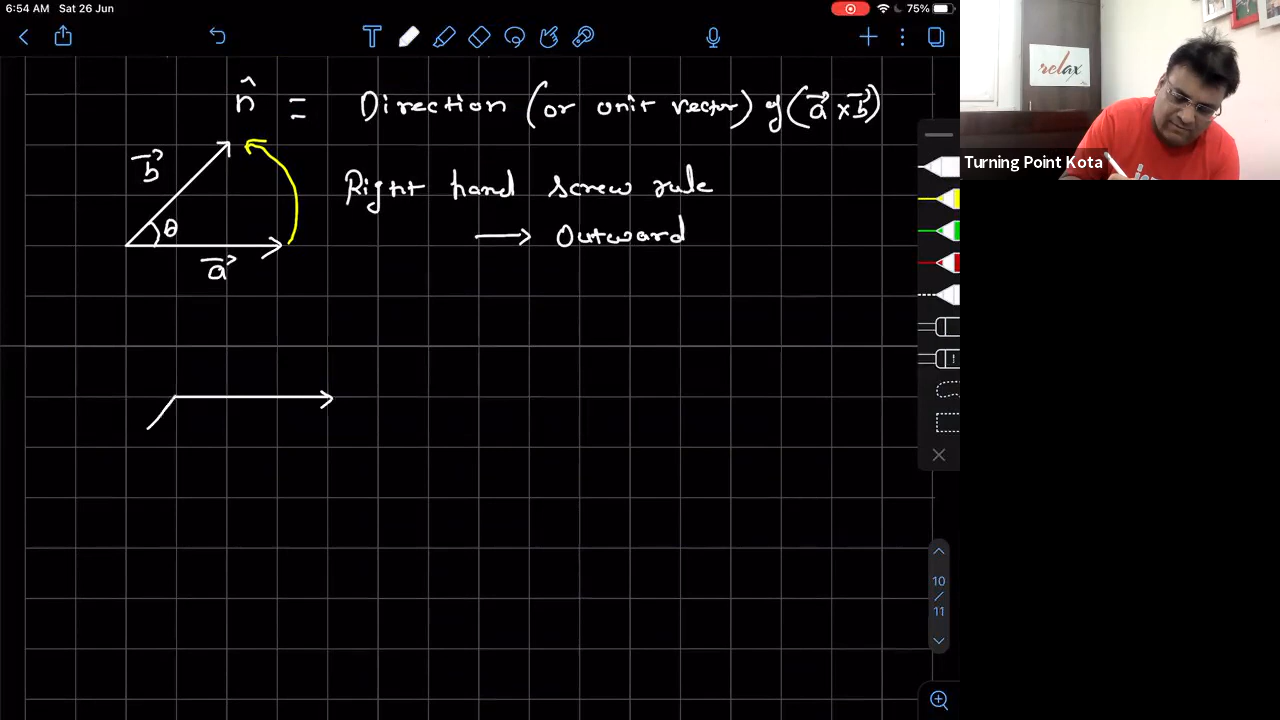 6:54 AM Sat 26 Jun
75%
n̂ = Direction (or unit vector) of (a⃗ × b⃗)
b⃗
θ
a⃗
Right hand screw rule
→ Outward
relax
Turning Point Kota
10
/
11